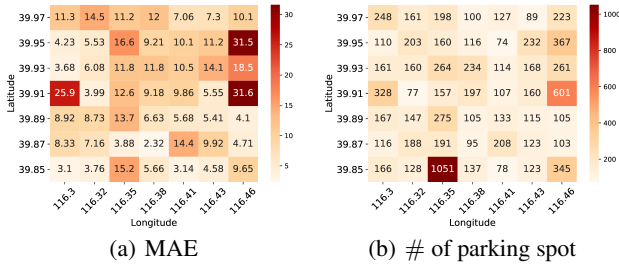 39.97 11.3 14.5 11.2 12 7.06 7.3 10.1
39.95 4.23 5.53 16.6 9.21 10.1 11.2 31.5
39.93 3.68 6.08 11.8 11.8 10.5 14.1 18.5
39.91 25.9 3.99 12.6 9.18 9.86 5.55 31.6
39.89 8.92 8.73 13.7 6.63 5.68 5.41 4.1
39.87 8.33 7.16 3.88 2.32 14.4 9.92 4.71
39.85 3.1 3.76 15.2 5.66 3.14 4.58 9.65
Latitude
116.3 116.32 116.35 116.38 116.41 116.43 116.46
Longitude
30
25
20
15
10
5
(a) MAE
39.97 248 161 198 100 127 89 223
39.95 110 203 160 116 74 232 367
39.93 161 160 264 234 114 168 261
39.91 328 77 157 197 107 160 601
39.89 167 147 275 105 133 115 105
39.87 116 188 191 95 208 123 103
39.85 166 128 1051 137 78 123 345
Latitude
116.3 116.32 116.35 116.38 116.41 116.43 116.46
Longitude
1000
800
600
400
200
(b) # of parking spot